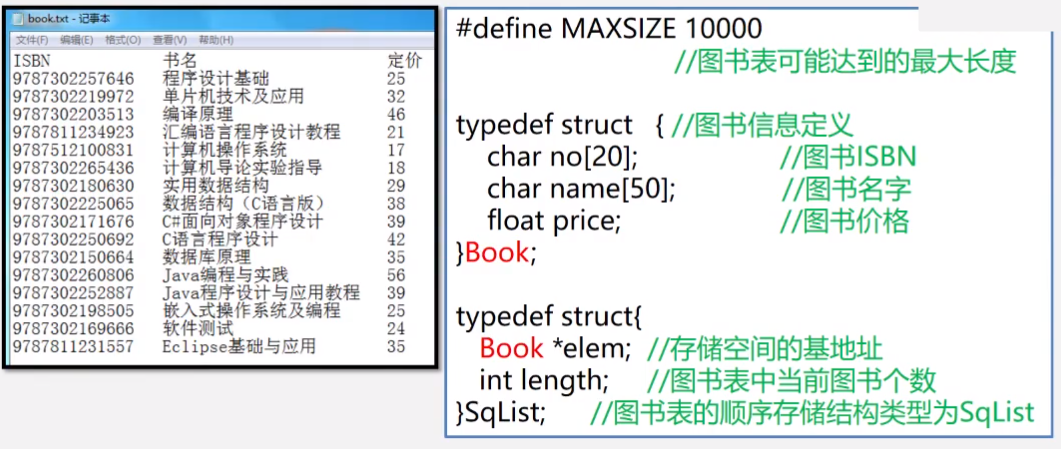 book.txt - 记事本
文件(F) 编辑(E) 格式(O) 查看(V) 帮助(H)
ISBN 书名 定价
9787302257646 程序设计基础 25
9787302219972 单片机技术及应用 32
9787302203513 编译原理 46
9787811234923 汇编语言程序设计教程 21
9787512100831 计算机操作系统 17
9787302265436 计算机导论实验指导 18
9787302180630 实用数据结构 29
9787302225065 数据结构（C语言版） 38
9787302171676 C#面向对象程序设计 39
9787302250692 C语言程序设计 42
9787302150664 数据库原理 35
9787302260806 Java编程与实践 56
9787302252887 Java程序设计与应用教程 39
9787302198505 嵌入式操作系统及编程 25
9787302169666 软件测试 24
9787811231557 Eclipse基础与应用 35
#define MAXSIZE 10000
//图书表可能达到的最大长度
typedef struct { //图书信息定义
char no[20]; //图书ISBN
char name[50]; //图书名字
float price; //图书价格
}Book;
typedef struct{
Book *elem; //存储空间的基地址
int length; //图书表中当前图书个数
}SqList; //图书表的顺序存储结构类型为SqList